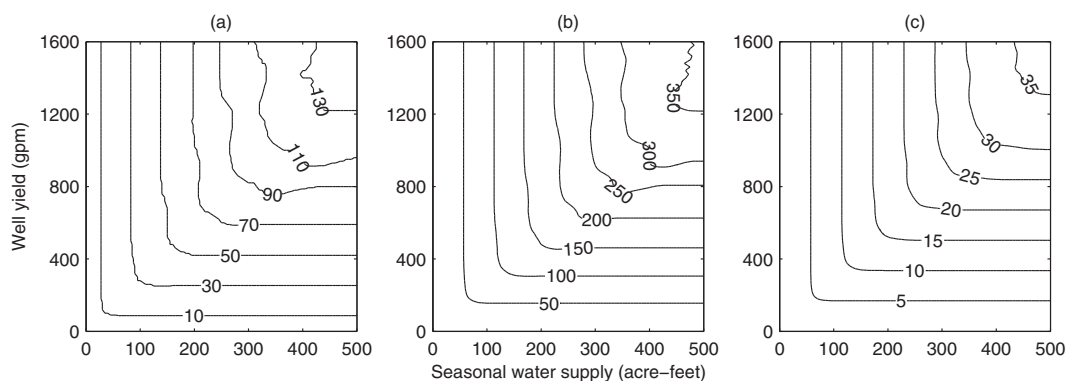 (a) (b) (c)
1600 1600 1600
130 350 35
1200 1200 1200
110 300 30
800 90 800 250 800 25
70 200 20
50 150 15
400 400 400
30 100 10
10 50 5
0 0 0
0 100 200 300 400 500 0 100 200 300 400 500 0 100 200 300 400 500
Well yield (gpm)
Seasonal water supply (acre–feet)